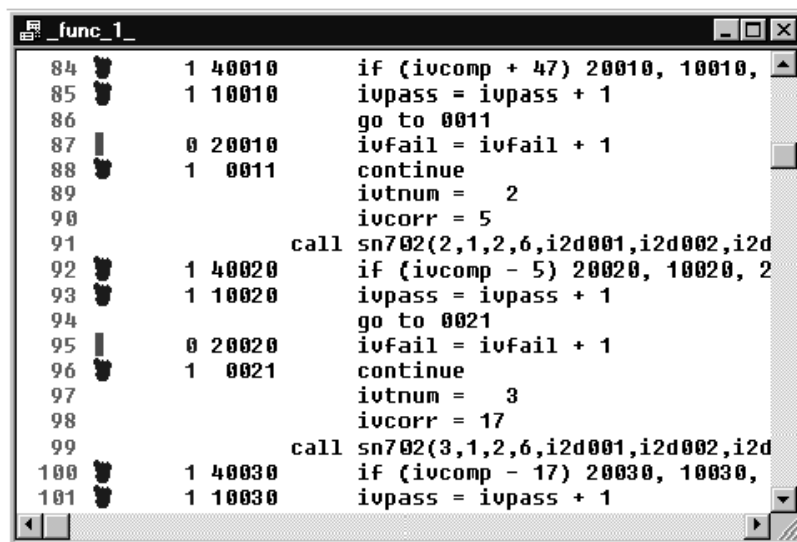 _func_1_
84 1 40010 if (ivcomp + 47) 20010, 10010,
85 1 10010 ivpass = ivpass + 1
86 go to 0011
87 0 20010 ivfail = ivfail + 1
88 1 0011 continue
89 ivtnum = 2
90 ivcorr = 5
91 call sn702(2,1,2,6,i2d001,i2d002,i2d
92 1 40020 if (ivcomp - 5) 20020, 10020, 2
93 1 10020 ivpass = ivpass + 1
94 go to 0021
95 0 20020 ivfail = ivfail + 1
96 1 0021 continue
97 ivtnum = 3
98 ivcorr = 17
99 call sn702(3,1,2,6,i2d001,i2d002,i2d
100 1 40030 if (ivcomp - 17) 20030, 10030,
101 1 10030 ivpass = ivpass + 1